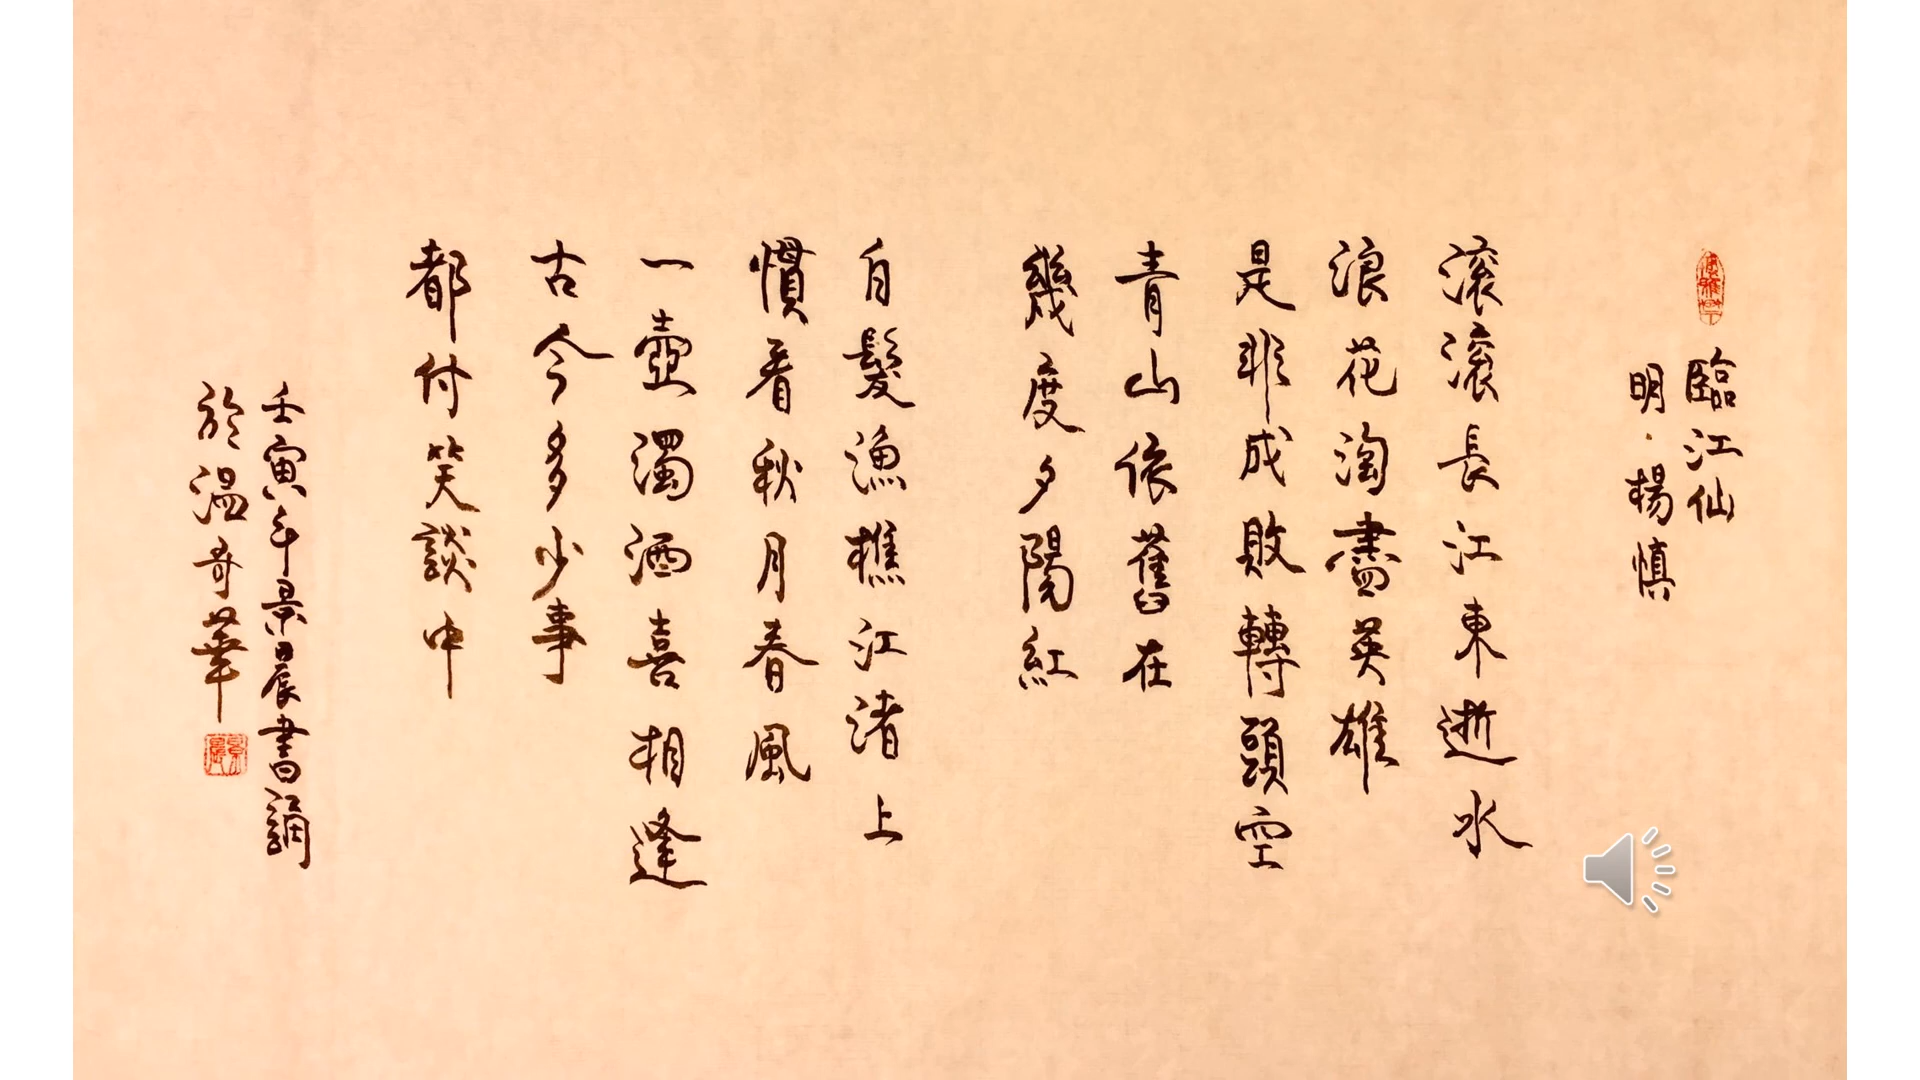 臨江仙
明·楊慎
滾滾長江東逝水
浪花淘盡英雄
是非成敗轉頭空
青山依舊在
幾度夕陽紅
白髮漁樵江渚上
慣看秋月春風
一壺濁酒喜相逢
古今多少事
都付笑談中
壬寅年景晨書誦
於溫哥華